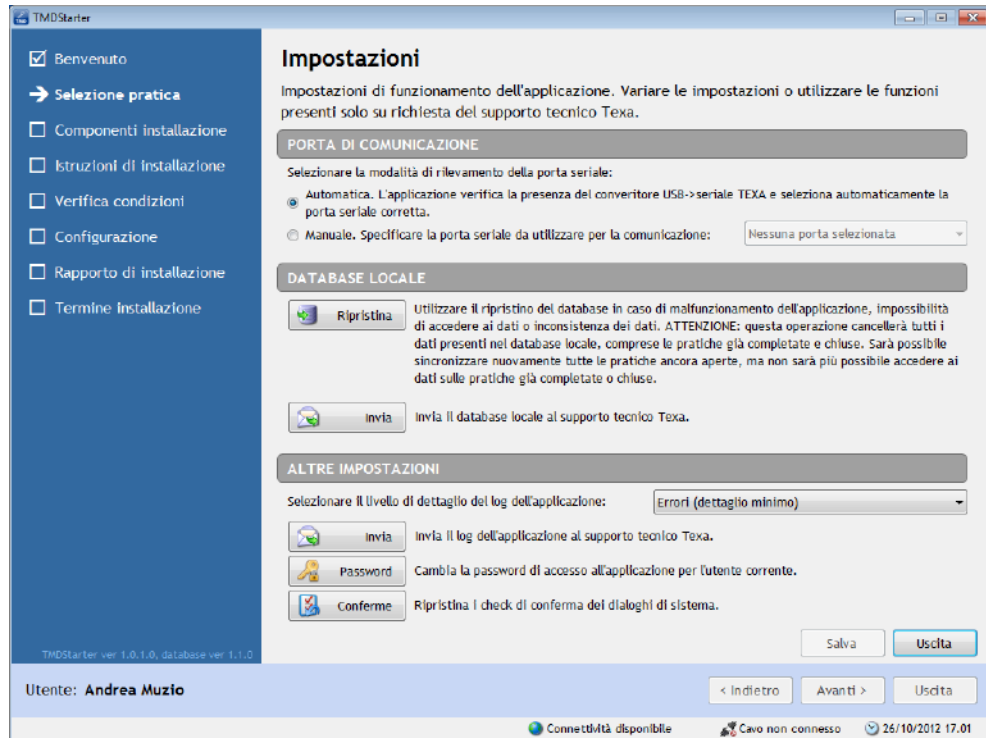 TMDStarter
Benvenuto
Selezione pratica
Componenti installazione
Istruzioni di installazione
Verifica condizioni
Configurazione
Rapporto di installazione
Termine installazione
TMDStarter ver 1.0.1.0, database ver 1.1.0
Impostazioni
Impostazioni di funzionamento dell'applicazione. Variare le impostazioni o utilizzare le funzioni
presenti solo su richiesta del supporto tecnico Texa.
PORTA DI COMUNICAZIONE
Selezionare la modalità di rilevamento della porta seriale:
Automatica. L'applicazione verifica la presenza del convertitore USB->seriale TEXA e seleziona automaticamente la
porta seriale corretta.
Manuale. Specificare la porta seriale da utilizzare per la comunicazione:
Nessuna porta selezionata
DATABASE LOCALE
Ripristina
Utilizzare il ripristino del database in caso di malfunzionamento dell'applicazione, impossibilità
di accedere ai dati o inconsistenza dei dati. ATTENZIONE: questa operazione cancellerà tutti i
dati presenti nel database locale, comprese le pratiche già completate e chiuse. Sarà possibile
sincronizzare nuovamente tutte le pratiche ancora aperte, ma non sarà più possibile accedere ai
dati sulle pratiche già completate o chiuse.
Invia
Invia il database locale al supporto tecnico Texa.
ALTRE IMPOSTAZIONI
Selezionare il livello di dettaglio del log dell'applicazione:
Errori (dettaglio minimo)
Invia
Invia il log dell'applicazione al supporto tecnico Texa.
Password
Cambia la password di accesso all'applicazione per l'utente corrente.
Conferme
Ripristina i check di conferma dei dialoghi di sistema.
Salva
Uscita
Utente: Andrea Muzio
< Indietro
Avanti >
Uscita
Connettività disponibile
Cavo non connesso
26/10/2012 17.01